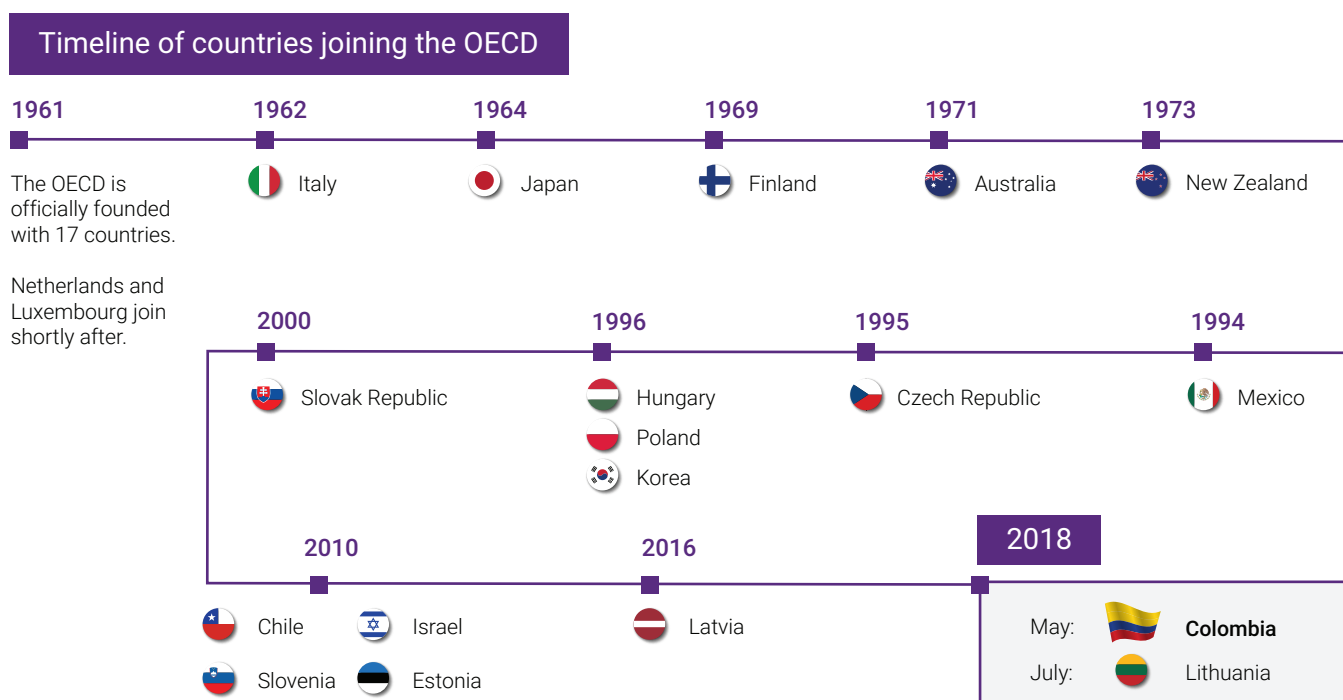 Timeline of countries joining the OECD
1961
1962
1964
1969
1971
1973
The OECD is
officially founded
with 17 countries.
Netherlands and
Luxembourg join
shortly after.
Italy
Japan
Finland
Australia
New Zealand
2000
1996
1995
1994
Slovak Republic
Hungary
Poland
Korea
Czech Republic
Mexico
2010
2016
2018
Chile
Israel
Slovenia
Estonia
Latvia
May:
Colombia
July:
Lithuania